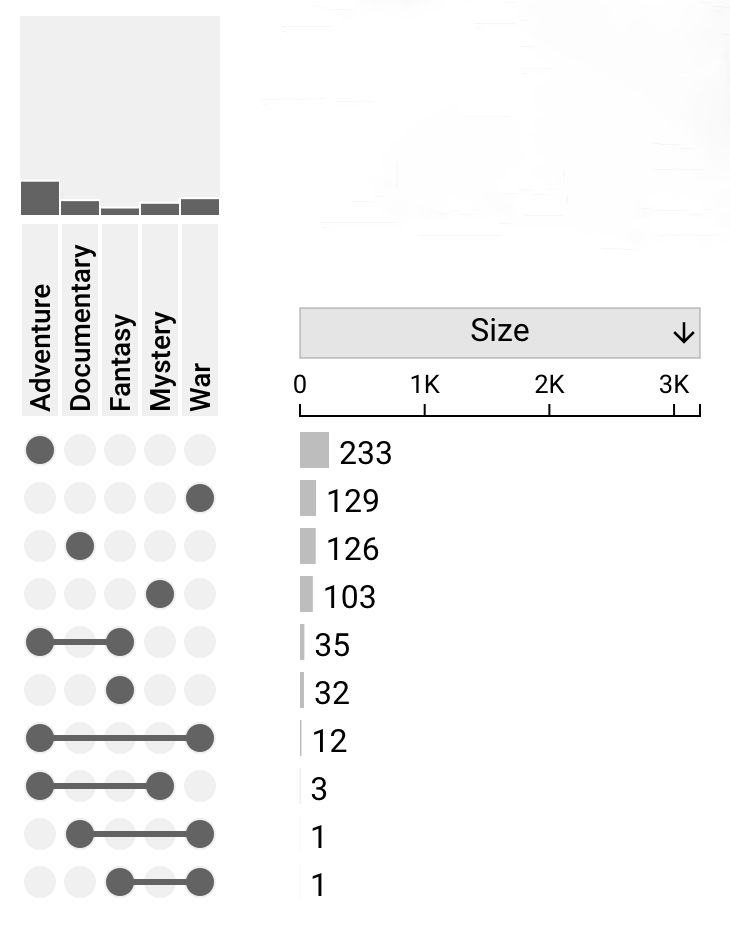 Adventure
Documentary
Fantasy
Mystery
War
Size
0 1K 2K 3K
233
129
126
103
35
32
12
3
1
1